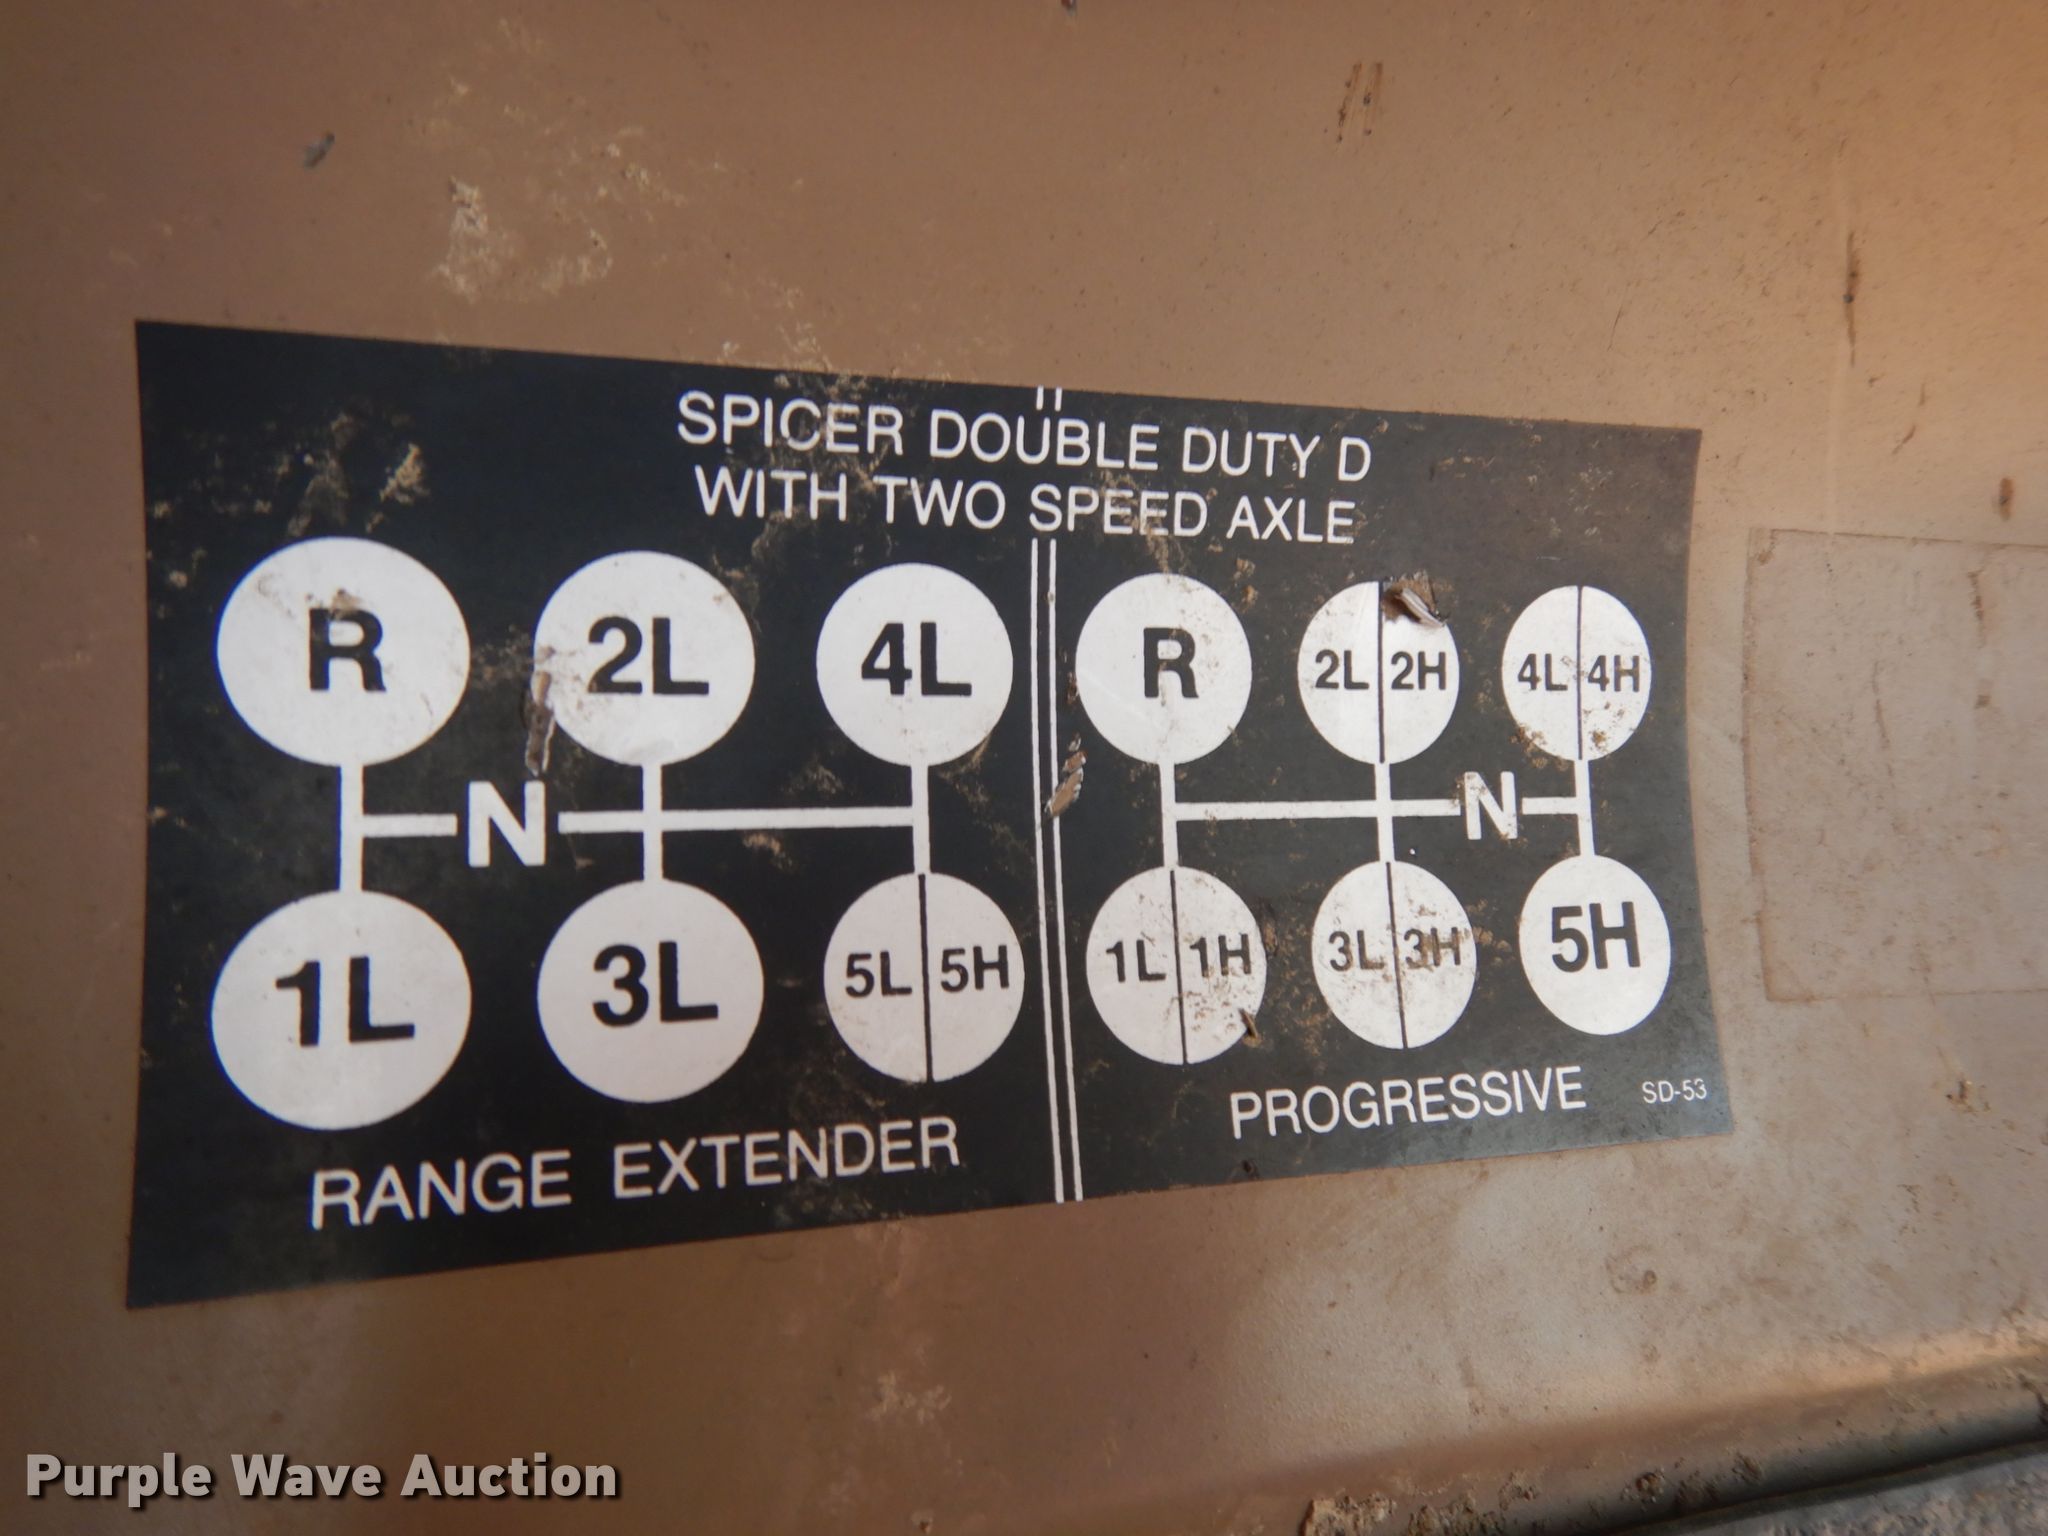 SPICER DOUBLE DUTY D
WITH TWO SPEED AXLE
R 2L 4L
N
1L 3L 5L 5H
RANGE EXTENDER
R 2L 2H 4L 4H
N
1L 1H 3L 3H 5H
PROGRESSIVE
SD-53
Purple Wave Auction